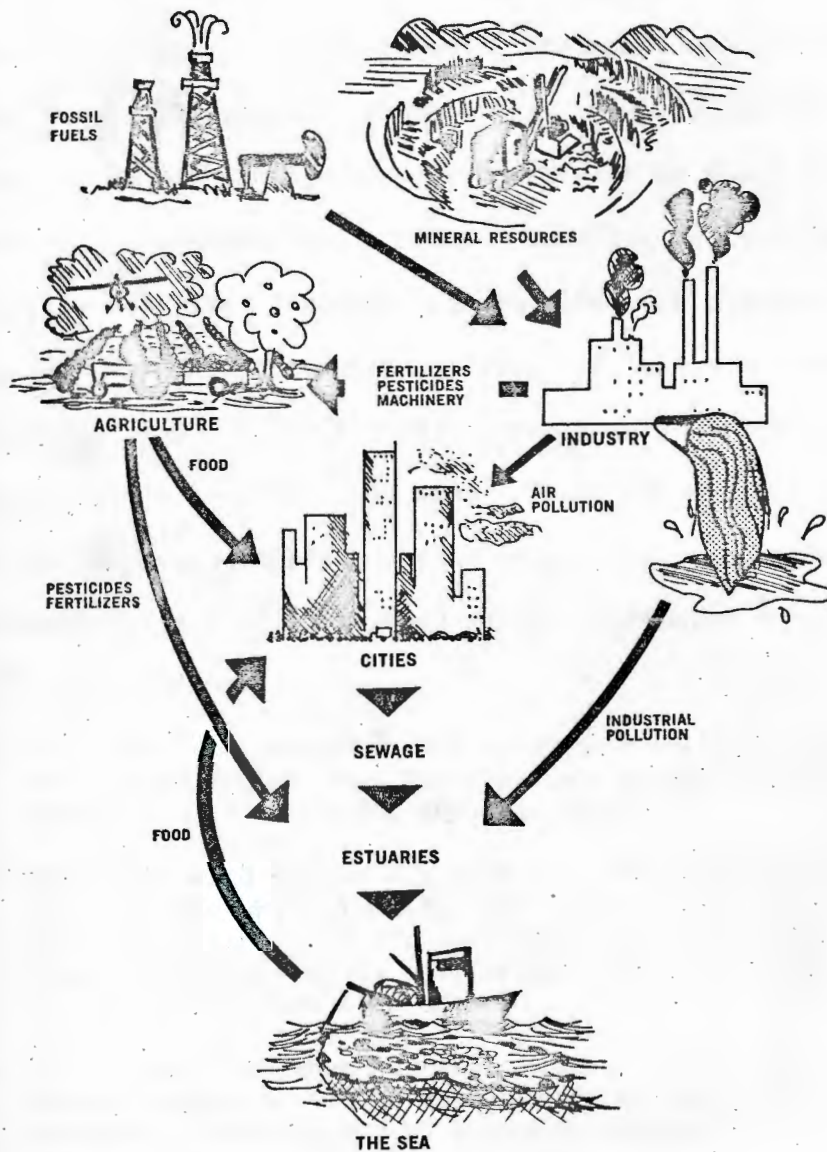 FOSSIL
FUELS
MINERAL RESOURCES
FERTILIZERS
PESTICIDES
MACHINERY
AGRICULTURE
INDUSTRY
FOOD
AIR
POLLUTION
PESTICIDES
FERTILIZERS
CITIES
INDUSTRIAL
POLLUTION
SEWAGE
FOOD
ESTUARIES
THE SEA